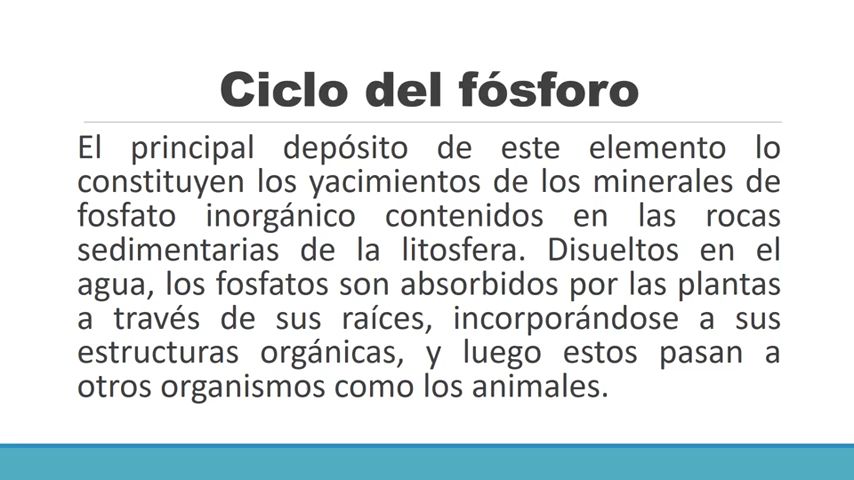 Ciclo del fósforo
El principal depósito de este elemento lo
constituyen los yacimientos de los minerales de
fosfato inorgánico contenidos en las rocas
sedimentarias de la litosfera. Disueltos en el
agua, los fosfatos son absorbidos por las plantas
a través de sus raíces, incorporándose a sus
estructuras orgánicas, y luego estos pasan a
otros organismos como los animales.